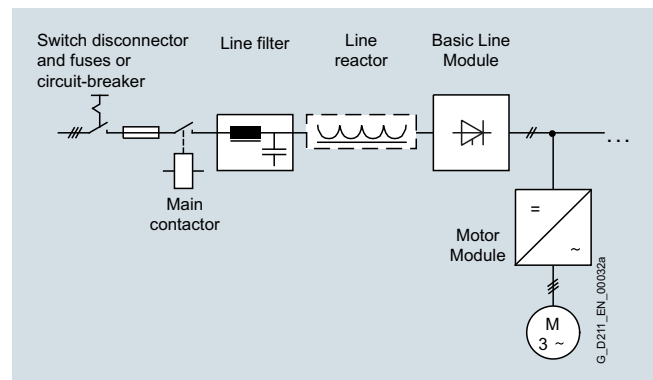 Switch disconnector
and fuses or
circuit-breaker
Line filter
Line
reactor
Basic Line
Module
Main
contactor
...
=
~
Motor
Module
M
3 ~
G_D211_EN_00032a